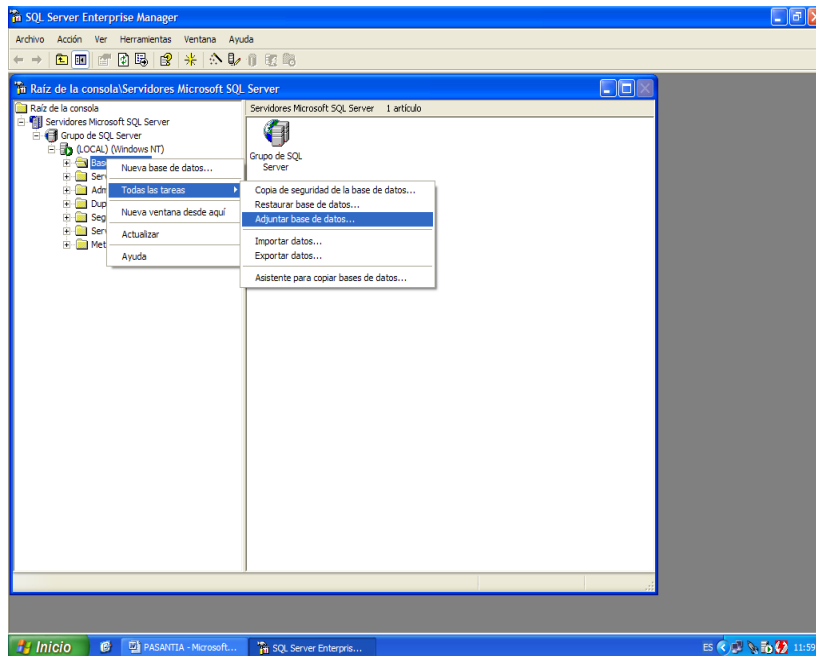 SQL Server Enterprise Manager
Archivo Acción Ver Herramientas Ventana Ayuda
Raíz de la consola\Servidores Microsoft SQL Server
Raíz de la consola
Servidores Microsoft SQL Server 1 artículo
Servidores Microsoft SQL Server
Grupo de SQL Server
(LOCAL) (Windows NT)
Grupo de SQL
Server
Nueva base de datos...
Todas las tareas
Nueva ventana desde aquí
Actualizar
Ayuda
Copia de seguridad de la base de datos...
Restaurar base de datos...
Adjuntar base de datos...
Importar datos...
Exportar datos...
Asistente para copiar bases de datos...
Inicio
PASANTIA - Microsoft...
SQL Server Enterpris...
ES
11:59